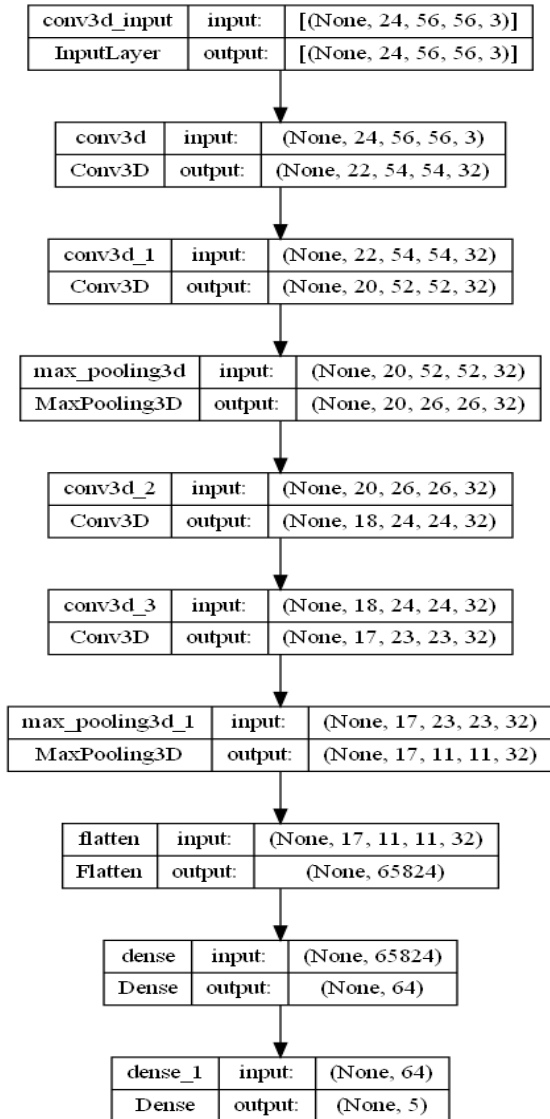 conv3d_input input: [(None, 24, 56, 56, 3)]
InputLayer output: [(None, 24, 56, 56, 3)]
conv3d input: (None, 24, 56, 56, 3)
Conv3D output: (None, 22, 54, 54, 32)
conv3d_1 input: (None, 22, 54, 54, 32)
Conv3D output: (None, 20, 52, 52, 32)
max_pooling3d input: (None, 20, 52, 52, 32)
MaxPooling3D output: (None, 20, 26, 26, 32)
conv3d_2 input: (None, 20, 26, 26, 32)
Conv3D output: (None, 18, 24, 24, 32)
conv3d_3 input: (None, 18, 24, 24, 32)
Conv3D output: (None, 17, 23, 23, 32)
max_pooling3d_1 input: (None, 17, 23, 23, 32)
MaxPooling3D output: (None, 17, 11, 11, 32)
flatten input: (None, 17, 11, 11, 32)
Flatten output: (None, 65824)
dense input: (None, 65824)
Dense output: (None, 64)
dense_1 input: (None, 64)
Dense output: (None, 5)